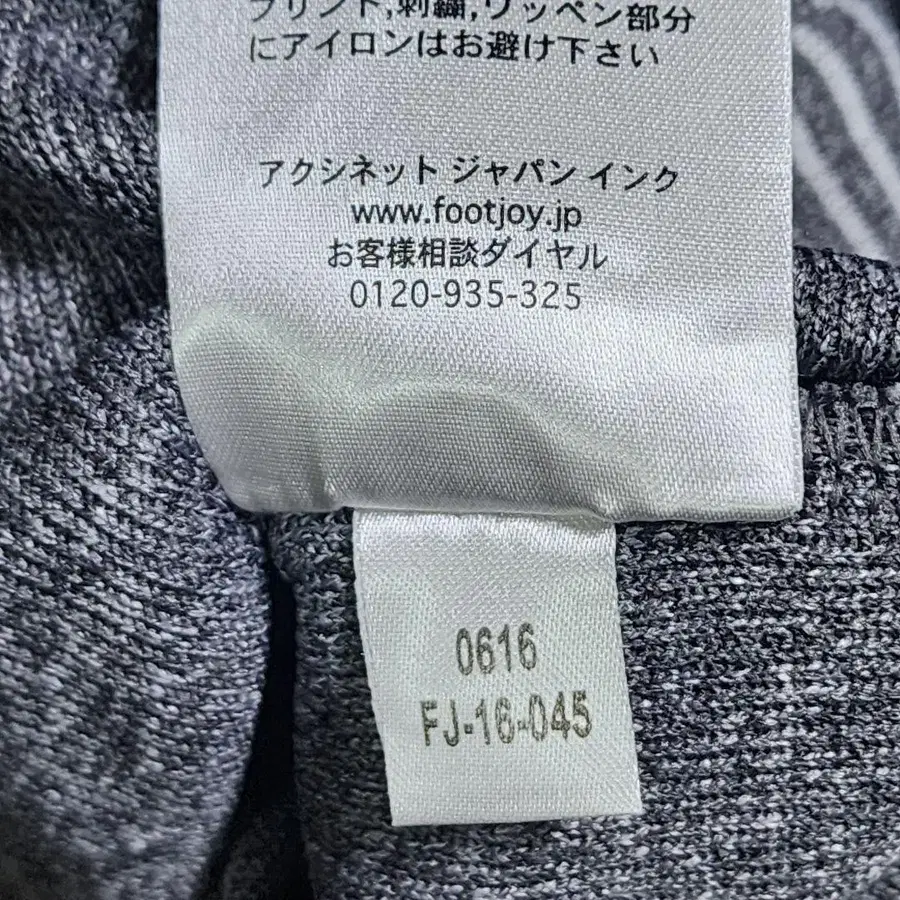 プリント,刺繍,ワッペン部分
にアイロンはお避け下さい
アクシネット ジャパン インク
www.footjoy.jp
お客様相談ダイヤル
0120-935-325
0616
FJ-16-045